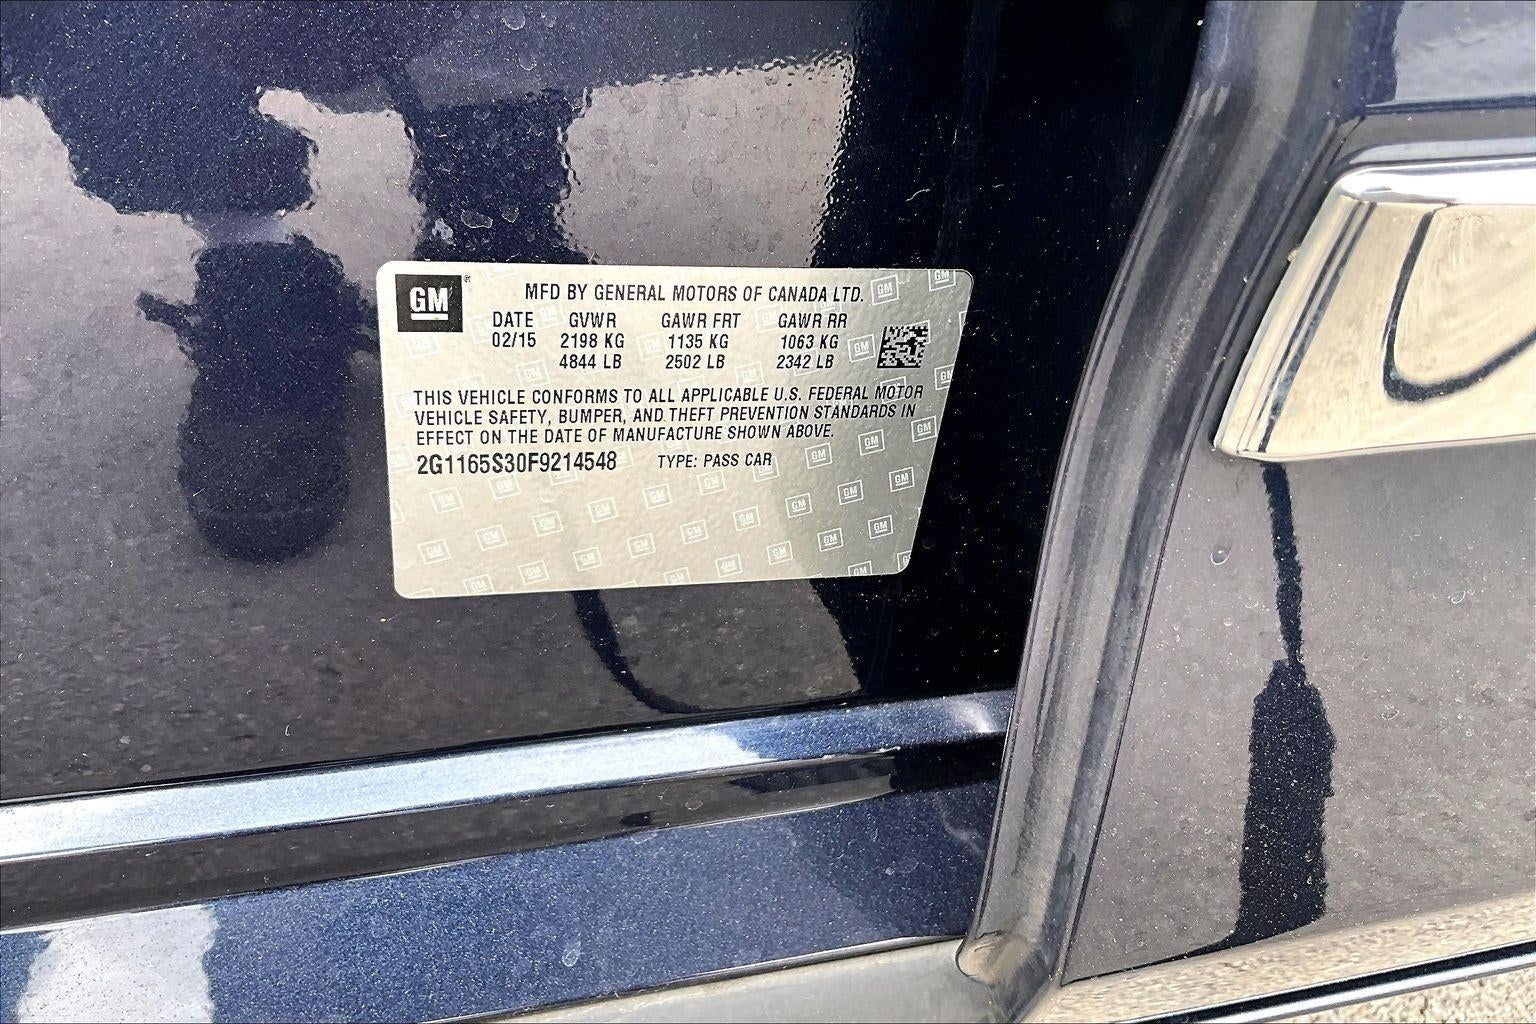 GM
MFD BY GENERAL MOTORS OF CANADA LTD.
DATE GVWR GAWR FRT GAWR RR
02/15 2198 KG 1135 KG 1063 KG
4844 LB 2502 LB 2342 LB
THIS VEHICLE CONFORMS TO ALL APPLICABLE U.S. FEDERAL MOTOR
VEHICLE SAFETY, BUMPER, AND THEFT PREVENTION STANDARDS IN
EFFECT ON THE DATE OF MANUFACTURE SHOWN ABOVE.
2G1165S30F9214548 TYPE: PASS CAR